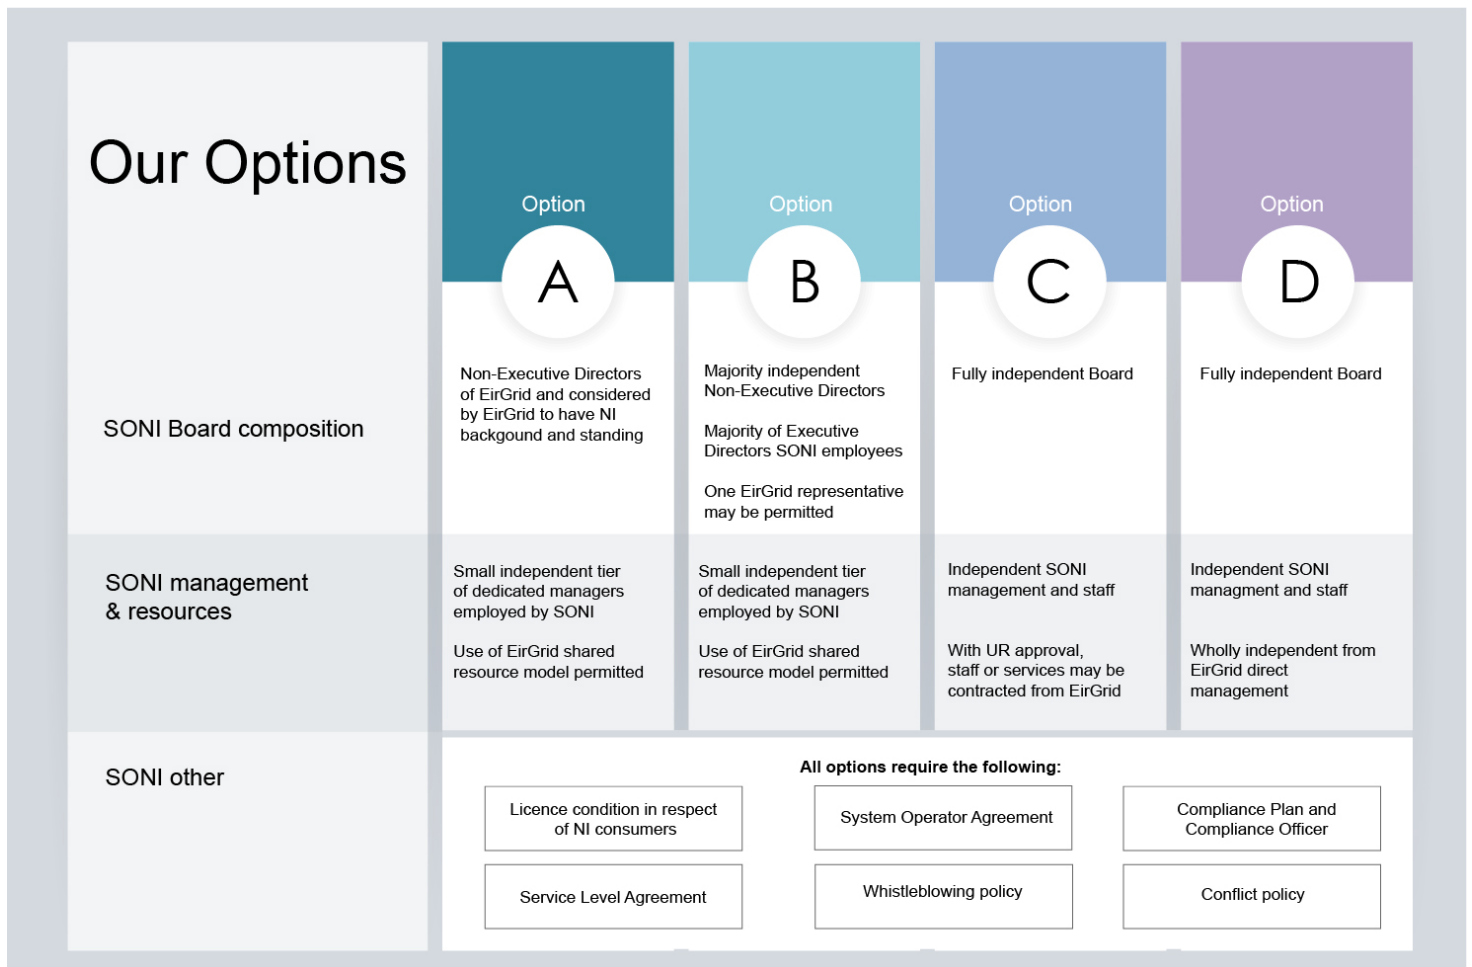 Our Options
Option
A
Option
B
Option
C
Option
D
SONI Board composition
Non-Executive Directors
of EirGrid and considered
by EirGrid to have NI
backgound and standing
Majority independent
Non-Executive Directors
Majority of Executive
Directors SONI employees
One EirGrid representative
may be permitted
Fully independent Board
Fully independent Board
SONI management
& resources
Small independent tier
of dedicated managers
employed by SONI
Use of EirGrid shared
resource model permitted
Small independent tier
of dedicated managers
employed by SONI
Use of EirGrid shared
resource model permitted
Independent SONI
management and staff
With UR approval,
staff or services may be
contracted from EirGrid
Independent SONI
managment and staff
Wholly independent from
EirGrid direct
management
SONI other
All options require the following:
Licence condition in respect
of NI consumers
System Operator Agreement
Compliance Plan and
Compliance Officer
Service Level Agreement
Whistleblowing policy
Conflict policy